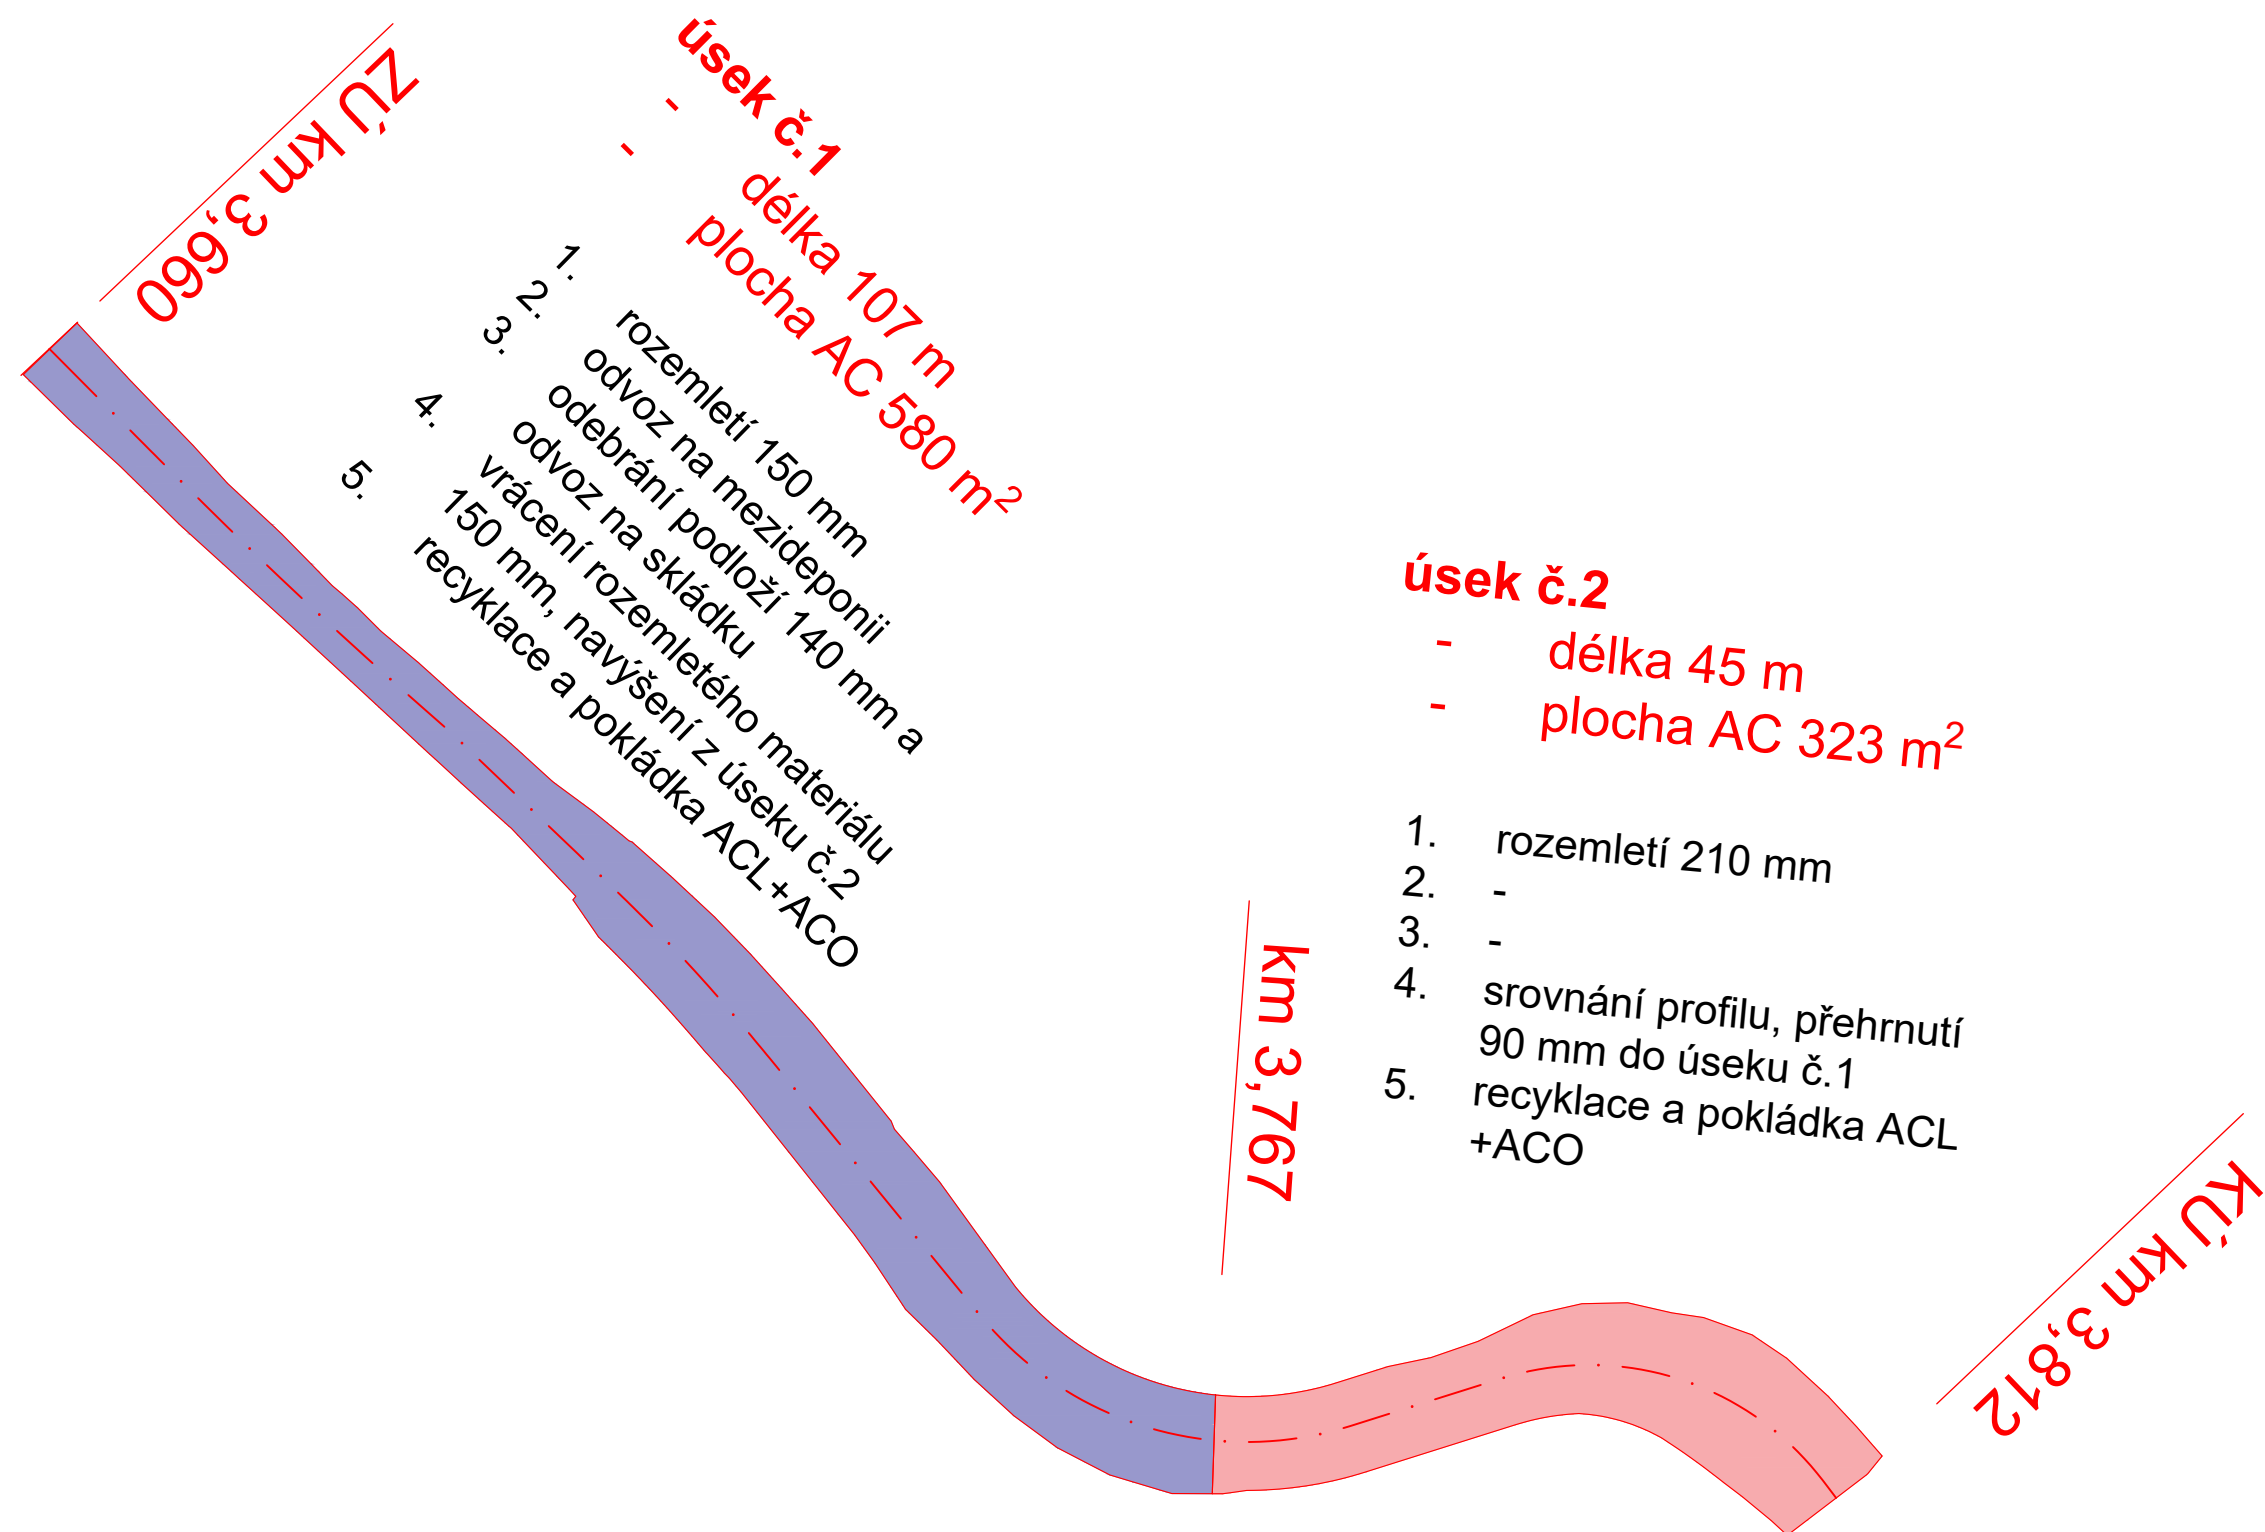 ZÚ km 3,660
úsek č.1
- délka 107 m
- plocha AC 580 m²
1. rozemletí 150 mm
2. odvoz na mezideponii
3. odebrání podloží 140 mm a
odvoz na skládku
4. vrácení rozemletého materiálu
150 mm, navýšení z úseku č.2
5. recyklace a pokládka ACL+ACO
úsek č.2
- délka 45 m
- plocha AC 323 m²
1. rozemletí 210 mm
2. -
3. -
4. srovnání profilu, přehrnutí
90 mm do úseku č.1
5. recyklace a pokládka ACL
+ACO
km 3,767
KÚ km 3,812